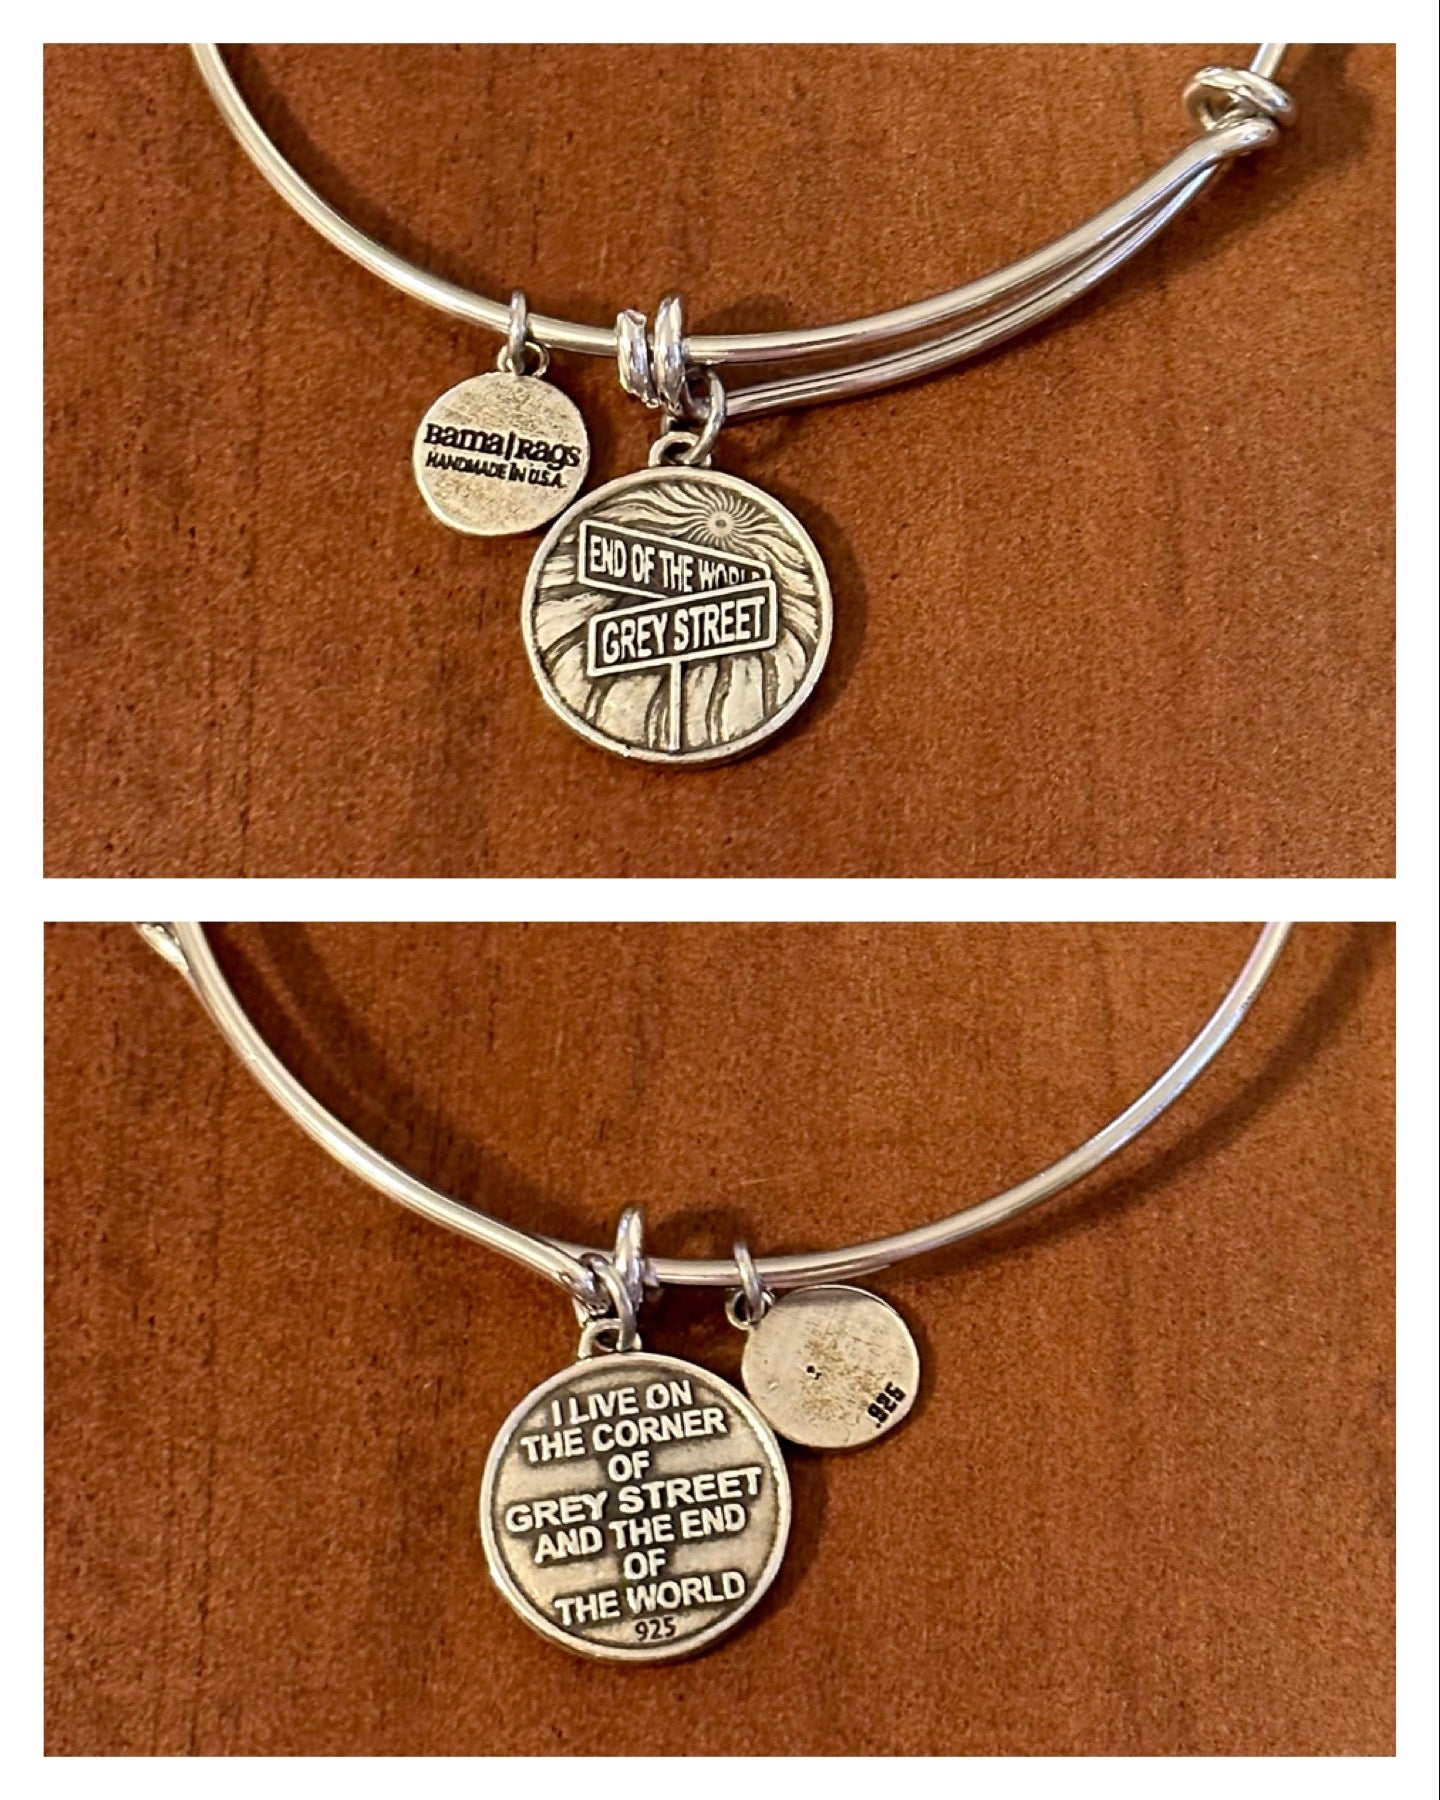 Bama|Rags
HANDMADE IN U.S.A.
END OF THE WORLD
GREY STREET
I LIVE ON
THE CORNER
OF
GREY STREET
AND THE END
OF
THE WORLD
925
.925